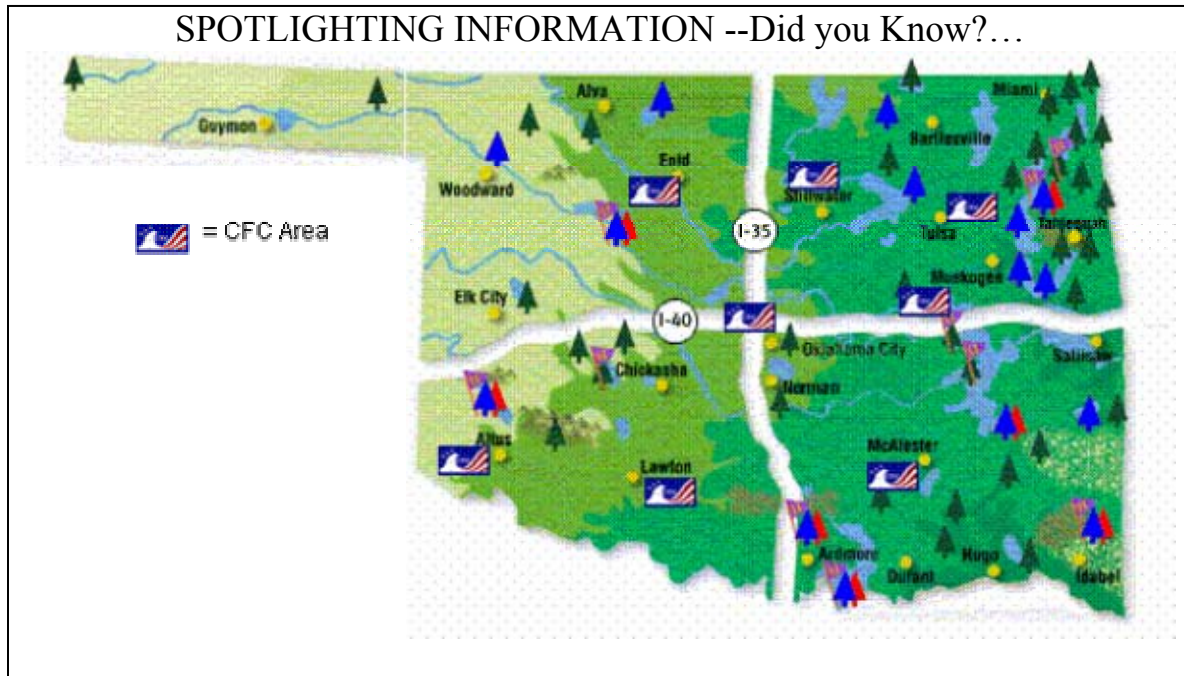 SPOTLIGHTING INFORMATION --Did you Know?…
Alva
Miami
Guymon
Bartlesville
Enid
Woodward
Stillwater
= CFC Area
I-35
Tulsa
Tahlequah
Muskogee
Elk City
I-40
Oklahoma City
Sallisaw
Chickasha
Norman
Altus
McAlester
Lawton
Ardmore
Durant
Hugo
Idabel